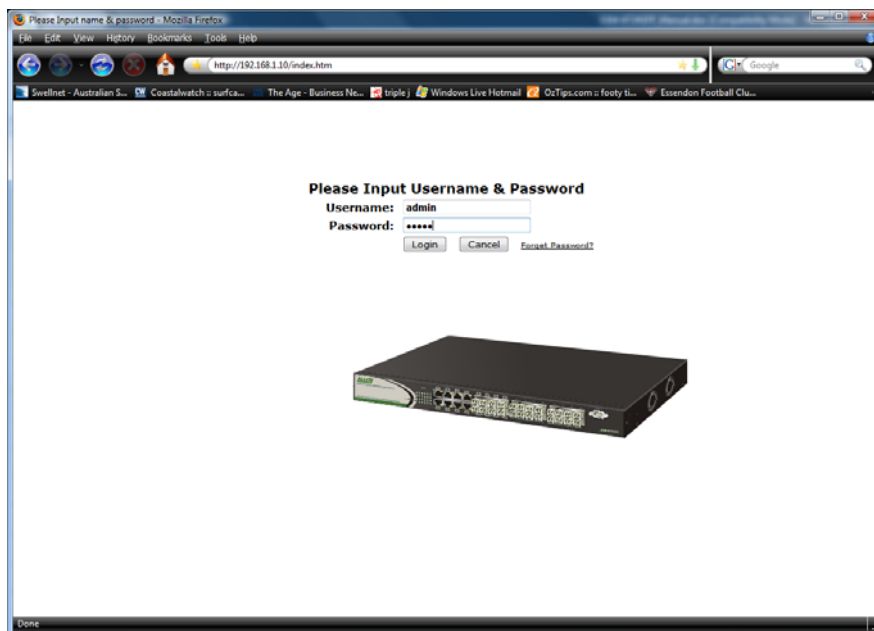 Please Input name & password - Mozilla Firefox
File Edit View History Bookmarks Tools Help
http://192.168.1.10/index.htm
Google
Swellnet - Australian S... Coastalwatch :: surfca... The Age - Business Ne... triple j Windows Live Hotmail OzTips.com :: footy ti... Essendon Football Clu...
Please Input Username & Password
Username: admin
Password: •••••
Login Cancel Forget Password?
Done